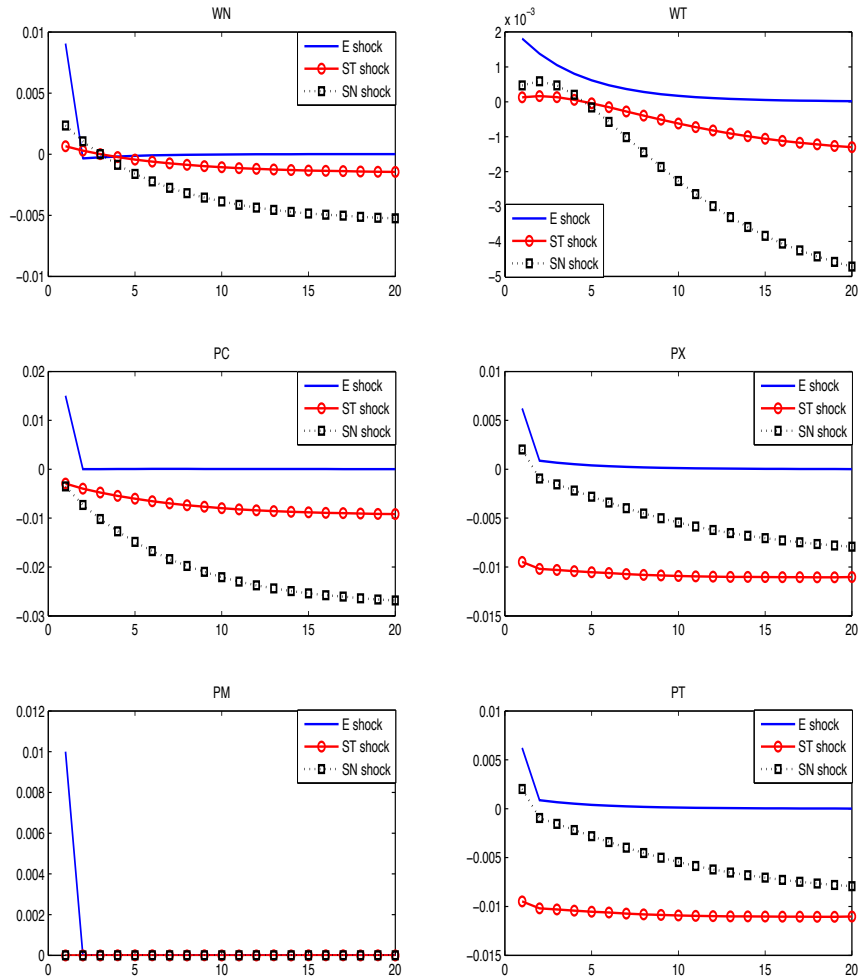 WN
0.01
0.005
0
−0.005
−0.01
0 5 10 15 20
E shock
ST shock
SN shock
WT
x 10⁻³
2
1
0
−1
−2
−3
−4
−5
0 5 10 15 20
E shock
ST shock
SN shock
PC
0.02
0.01
0
−0.01
−0.02
−0.03
0 5 10 15 20
E shock
ST shock
SN shock
PX
0.01
0.005
0
−0.005
−0.01
−0.015
0 5 10 15 20
E shock
ST shock
SN shock
PM
0.012
0.01
0.008
0.006
0.004
0.002
0
0 5 10 15 20
E shock
ST shock
SN shock
PT
0.01
0.005
0
−0.005
−0.01
−0.015
0 5 10 15 20
E shock
ST shock
SN shock